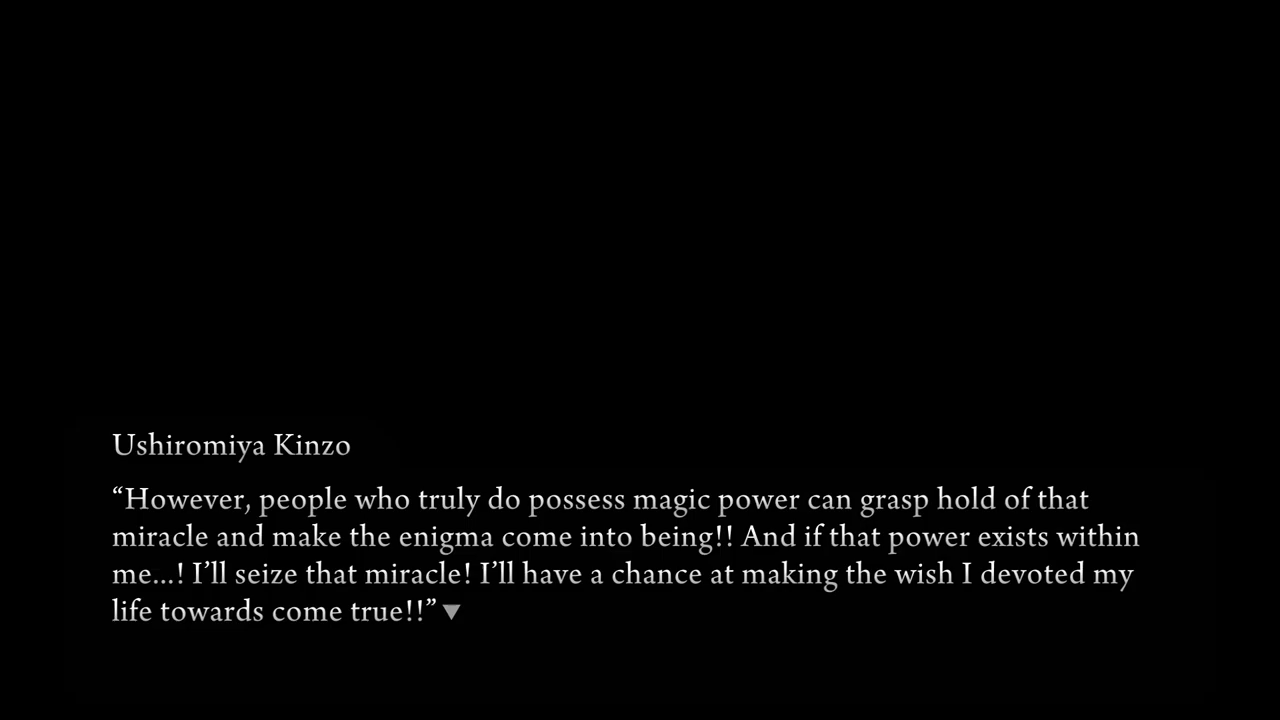 Ushiromiya Kinzo
“However, people who truly do possess magic power can grasp hold of that
miracle and make the enigma come into being!! And if that power exists within
me...! I’ll seize that miracle! I’ll have a chance at making the wish I devoted my
life towards come true!!”